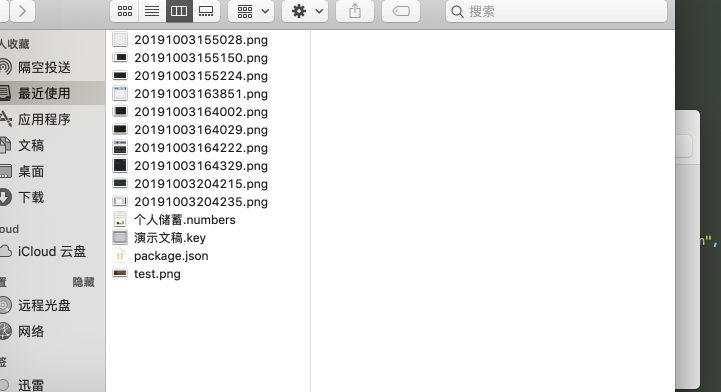 搜索
人收藏
隔空投送
最近使用
应用程序
文稿
桌面
下载
oud
iCloud 云盘
置
隐藏
远程光盘
网络
签
迅雷
20191003155028.png
20191003155150.png
20191003155224.png
20191003163851.png
20191003164002.png
20191003164029.png
20191003164222.png
20191003164329.png
20191003204215.png
20191003204235.png
个人储蓄.numbers
演示文稿.key
package.json
test.png
",